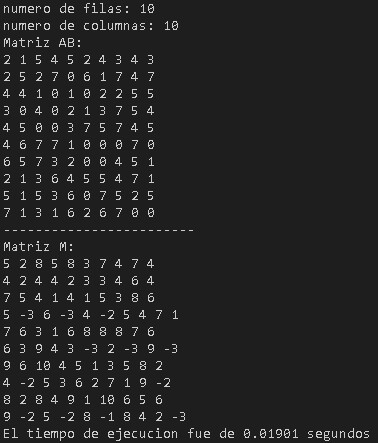 numero de filas: 10
numero de columnas: 10
Matriz AB:
2 1 5 4 5 2 4 3 4 3
2 5 2 7 0 6 1 7 4 7
4 4 1 0 1 0 2 2 5 5
3 0 4 0 2 1 3 7 5 4
4 5 0 0 3 7 5 7 4 5
4 6 7 7 1 0 0 0 7 0
6 5 7 3 2 0 0 4 5 1
2 1 3 6 4 5 5 4 7 1
5 1 5 3 6 0 7 5 2 5
7 1 3 1 6 2 6 7 0 0
------------------------
Matriz M:
5 2 8 5 8 3 7 4 7 4
4 2 4 4 2 3 3 4 6 4
7 5 4 1 4 1 5 3 8 6
5 -3 6 -3 4 -2 5 4 7 1
7 6 3 1 6 8 8 8 7 6
6 3 9 4 3 -3 2 -3 9 -3
9 6 10 4 5 1 3 5 8 2
4 -2 5 3 6 2 7 1 9 -2
8 2 8 4 9 1 10 6 5 6
9 -2 5 -2 8 -1 8 4 2 -3
El tiempo de ejecucion fue de 0.01901 segundos